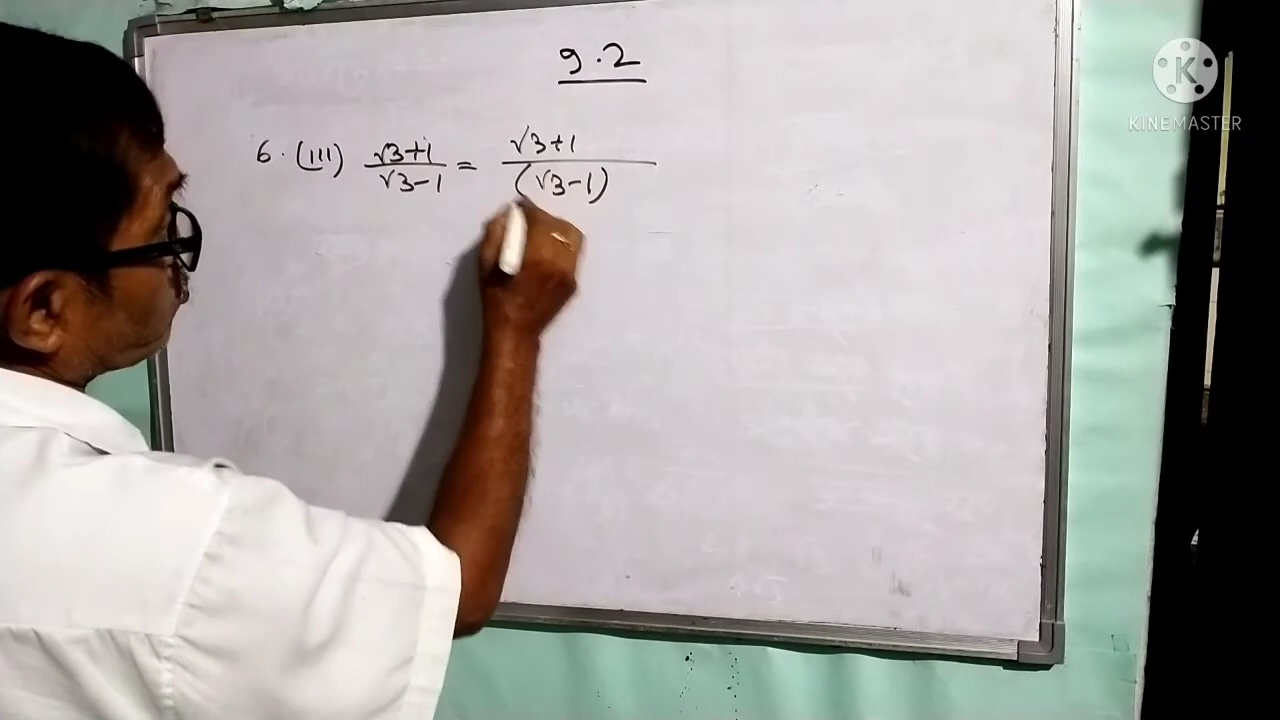 9.2
6. (iii) √3+1/√3-1 = √3+1/(√3-1)
K
KINEMASTER